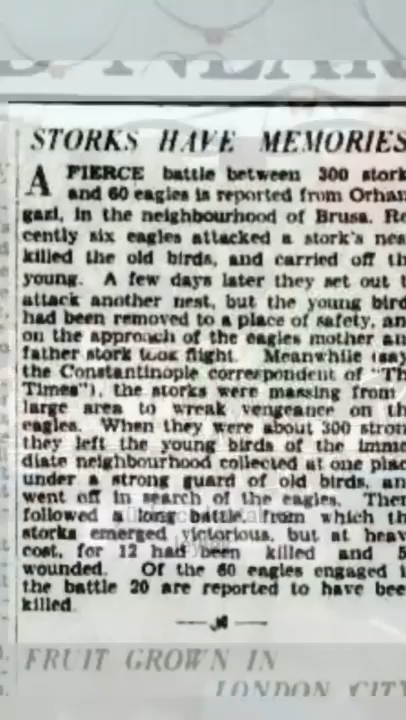 STORKS HAVE MEMORIES
A FIERCE battle between 300 stork
and 60 eagles is reported from Orhan
gazi, in the neighbourhood of Brusa. Re
cently six eagles attacked a stork's nes
killed the old birds, and carried off th
young. A few days later they set out t
attack another nest, but the young bird
had been removed to a place of safety, an
on the approach of the eagles mother an
father stork took flight. Meanwhile (say
the Constantinople correspondent of "Th
Times"), the storks were massing from
large area to wreak vengeance on th
eagles. When they were about 300 stron
they left the young birds of the imme
diate neighbourhood collected at one plac
under a strong guard of old birds, an
went off in search of the eagles. Then
followed a long battle, from which th
storks emerged victorious, but at heav
cost, for 12 had been killed and 5
wounded. Of the 60 eagles engaged i
the battle 20 are reported to have bee
killed.
FRUIT GROWN IN
LONDON CITY